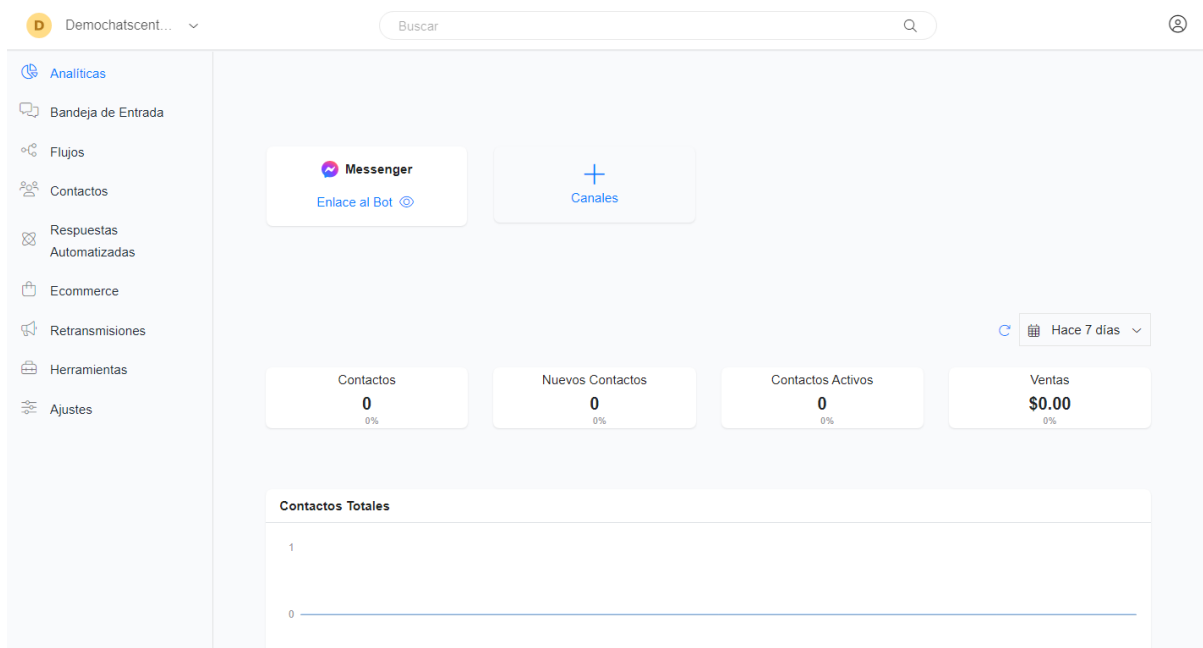 D Demochatscent...
Buscar
Analíticas
Bandeja de Entrada
Flujos
Contactos
Respuestas
Automatizadas
Ecommerce
Retransmisiones
Herramientas
Ajustes
Messenger
Enlace al Bot
Canales
Hace 7 días
Contactos
0
0%
Nuevos Contactos
0
0%
Contactos Activos
0
0%
Ventas
$0.00
0%
Contactos Totales
1
0